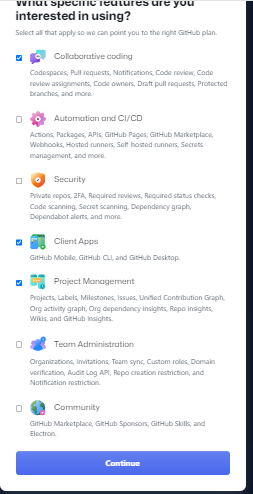 What specific features are you
interested in using?
Select all that apply so we can point you to the right GitHub plan.
Collaborative coding
Codespaces, Pull requests, Notifications, Code review, Code
review assignments, Code owners, Draft pull requests, Protected
branches, and more.
Automation and CI/CD
Actions, Packages, APIs, GitHub Pages, GitHub Marketplace,
Webhooks, Hosted runners, Self-hosted runners, Secrets
management, and more.
Security
Private repos, 2FA, Required reviews, Required status checks,
Code scanning, Secret scanning, Dependency graph,
Dependabot alerts, and more.
Client Apps
GitHub Mobile, GitHub CLI, and GitHub Desktop.
Project Management
Projects, Labels, Milestones, Issues, Unified Contribution Graph,
Org activity graph, Org dependency insights, Repo insights,
Wikis, and GitHub Insights.
Team Administration
Organizations, Invitations, Team sync, Custom roles, Domain
verification, Audit Log API, Repo creation restriction, and
Notification restriction.
Community
GitHub Marketplace, GitHub Sponsors, GitHub Skills, and
Electron.
Continue